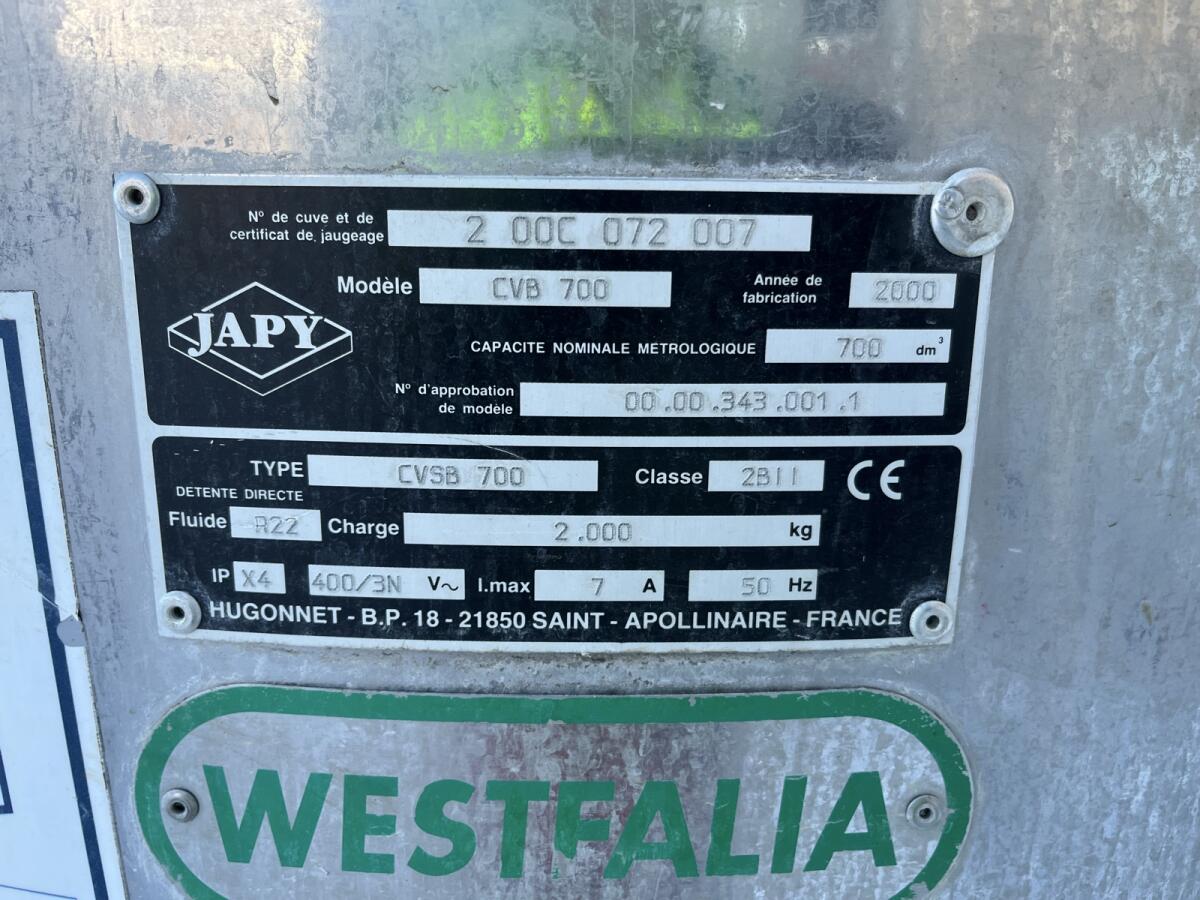 N° de cuve et de
certificat de jaugeage 2 00C 072 007
Modèle CVB 700 Année de
fabrication 2000
JAPY
CAPACITE NOMINALE METROLOGIQUE 700 dm³
N° d'approbation
de modèle 00.00.343.001.1
TYPE CVSB 700 Classe 2BII CE
DETENTE DIRECTE
Fluide R22 Charge 2.000 kg
IP X4 400/3N V~ I.max 7 A 50 Hz
HUGONNET - B.P. 18 - 21850 SAINT - APOLLINAIRE - FRANCE
WESTFALIA